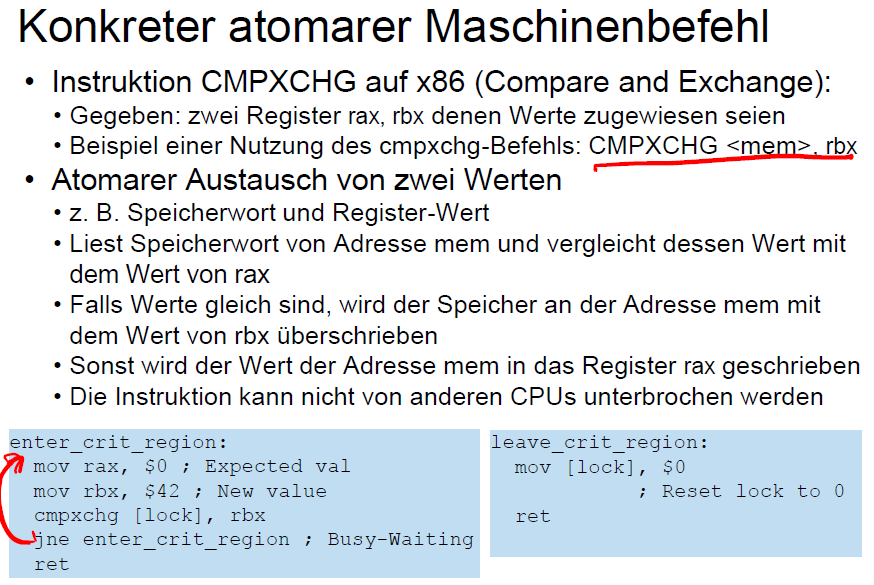 Konkreter atomarer Maschinenbefehl
• Instruktion CMPXCHG auf x86 (Compare and Exchange):
• Gegeben: zwei Register rax, rbx denen Werte zugewiesen seien
• Beispiel einer Nutzung des cmpxchg-Befehls: CMPXCHG <mem>, rbx
• Atomarer Austausch von zwei Werten
• z. B. Speicherwort und Register-Wert
• Liest Speicherwort von Adresse mem und vergleicht dessen Wert mit
dem Wert von rax
• Falls Werte gleich sind, wird der Speicher an der Adresse mem mit
dem Wert von rbx überschrieben
• Sonst wird der Wert der Adresse mem in das Register rax geschrieben
• Die Instruktion kann nicht von anderen CPUs unterbrochen werden
enter_crit_region:
mov rax, $0 ; Expected val
mov rbx, $42 ; New value
cmpxchg [lock], rbx
jne enter_crit_region ; Busy-Waiting
ret
leave_crit_region:
mov [lock], $0
; Reset lock to 0
ret